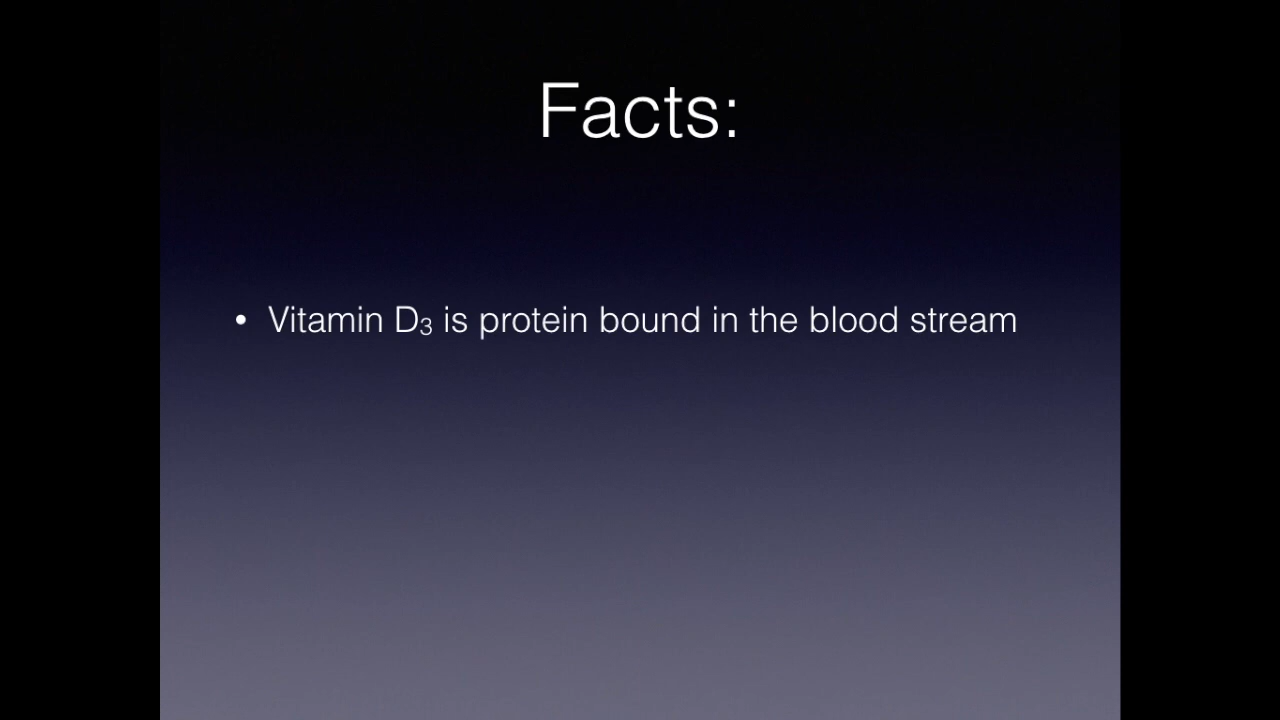 Facts:
• Vitamin D₃ is protein bound in the blood stream